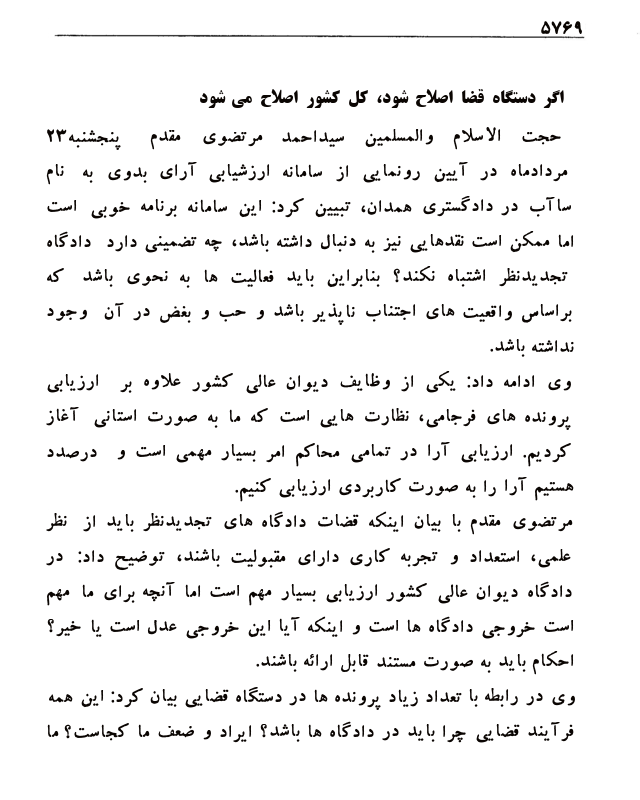 ۵۷۶۹
اگر دستگاه قضا اصلاح شود، کل کشور اصلاح می شود
حجت الاسلام والمسلمین سیداحمد مرتضوی مقدم پنجشنبه۲۳
مردادماه در آیین رونمایی از سامانه ارزشیابی آرای بدوی به نام
ساآب در دادگستری همدان، تبیین کرد: این سامانه برنامه خوبی است
اما ممکن است نقدهایی نیز به دنبال داشته باشد، چه تضمینی دارد دادگاه
تجدیدنظر اشتباه نکند؟ بنابراین باید فعالیت ها به نحوی باشد که
براساس واقعیت های اجتناب ناپذیر باشد و حب و بغض در آن وجود
نداشته باشد.
وی ادامه داد: یکی از وظایف دیوان عالی کشور علاوه بر ارزیابی
پرونده های فرجامی، نظارت هایی است که ما به صورت استانی آغاز
کردیم. ارزیابی آرا در تمامی محاکم امر بسیار مهمی است و درصدد
هستیم آرا را به صورت کاربردی ارزیابی کنیم.
مرتضوی مقدم با بیان اینکه قضات دادگاه های تجدیدنظر باید از نظر
علمی، استعداد و تجربه کاری دارای مقبولیت باشند، توضیح داد: در
دادگاه دیوان عالی کشور ارزیابی بسیار مهم است اما آنچه برای ما مهم
است خروجی دادگاه ها است و اینکه آیا این خروجی عدل است یا خیر؟
احکام باید به صورت مستند قابل ارائه باشند.
وی در رابطه با تعداد زیاد پرونده ها در دستگاه قضایی بیان کرد: این همه
فرآیند قضایی چرا باید در دادگاه ها باشد؟ ایراد و ضعف ما کجاست؟ ما